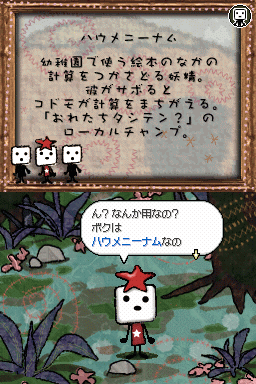 ハウメニーナム
幼稚園で使う絵本のなかの
計算をつかさどる妖精。
彼がサボると
コドモが計算をまちがえる。
「おれたちタシテン？」の
ローカルチャンプ。
ん？なんか用なの？
ボクは
ハウメニーナムなの